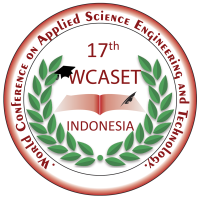 World Conference on Applied Science Engineering and Technology.
17th
WCASET
INDONESIA